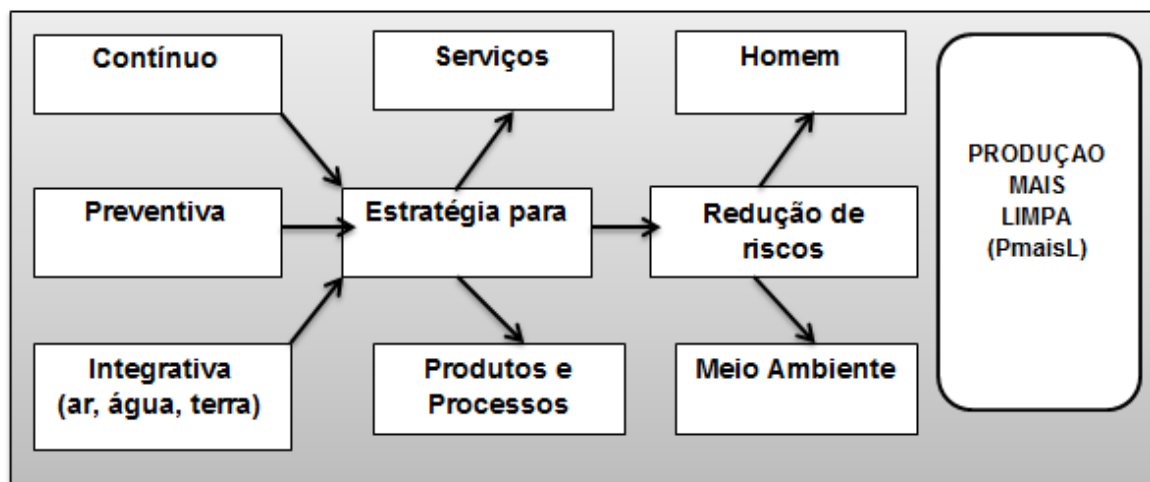 Contínuo
Serviços
Homem
Preventiva
Estratégia para
Redução de
riscos
Integrativa
(ar, água, terra)
Produtos e
Processos
Meio Ambiente
PRODUÇAO
MAIS
LIMPA
(PmaisL)